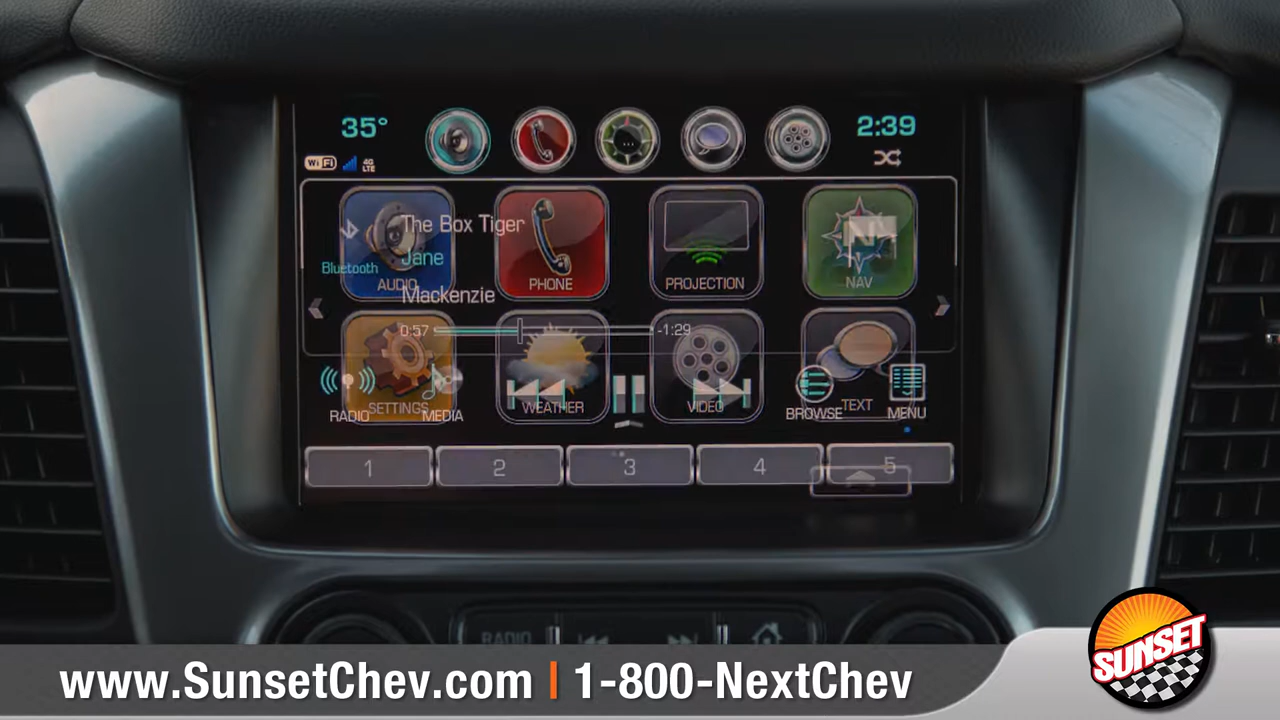 35°
2:39
WiFi
4G
LTE
The Box Tiger
Jane
Bluetooth
Mackenzie
AUDIO
PHONE
PROJECTION
NAV
0:57
-1:29
RADIO
SETTINGS
MEDIA
WEATHER
VIDEO
BROWSE
TEXT
MENU
1
2
3
4
5
RADIO
www.SunsetChev.com | 1-800-NextChev
SUNSET